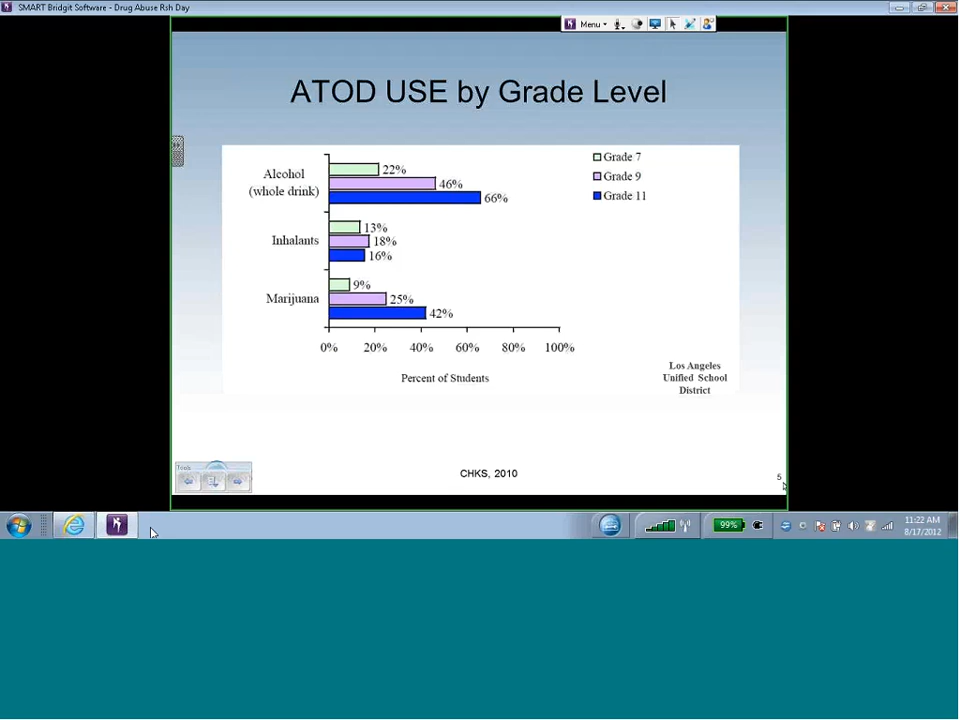 SMART Bridgit Software - Drug Abuse Rsh Day
Menu
ATOD USE by Grade Level
Grade 7
Grade 9
Grade 11
Alcohol
(whole drink)
22%
46%
66%
Inhalants
13%
18%
16%
Marijuana
9%
25%
42%
0% 20% 40% 60% 80% 100%
Percent of Students
Los Angeles
Unified School
District
CHKS, 2010
5
Tools
99%
11:22 AM
8/17/2012